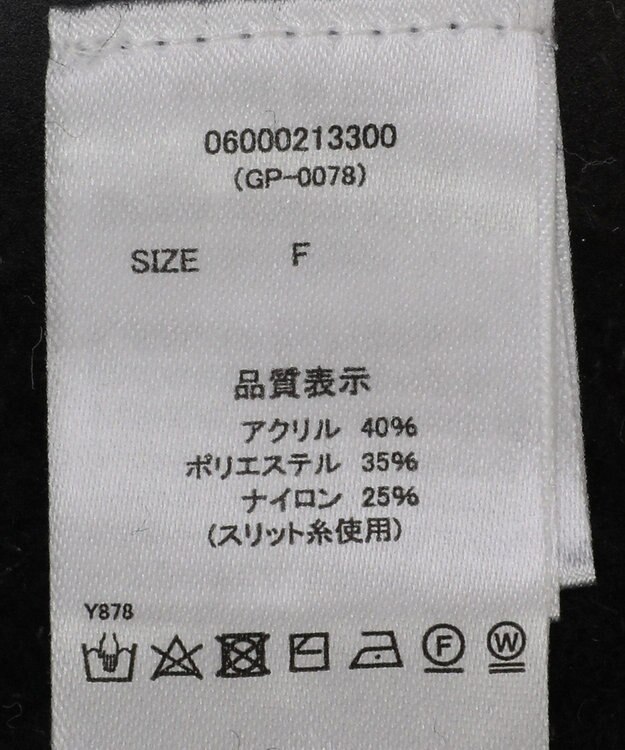 06000213300
(GP-0078)
SIZE F
品質表示
アクリル 40%
ポリエステル 35%
ナイロン 25%
(スリット糸使用)
Y878
F W